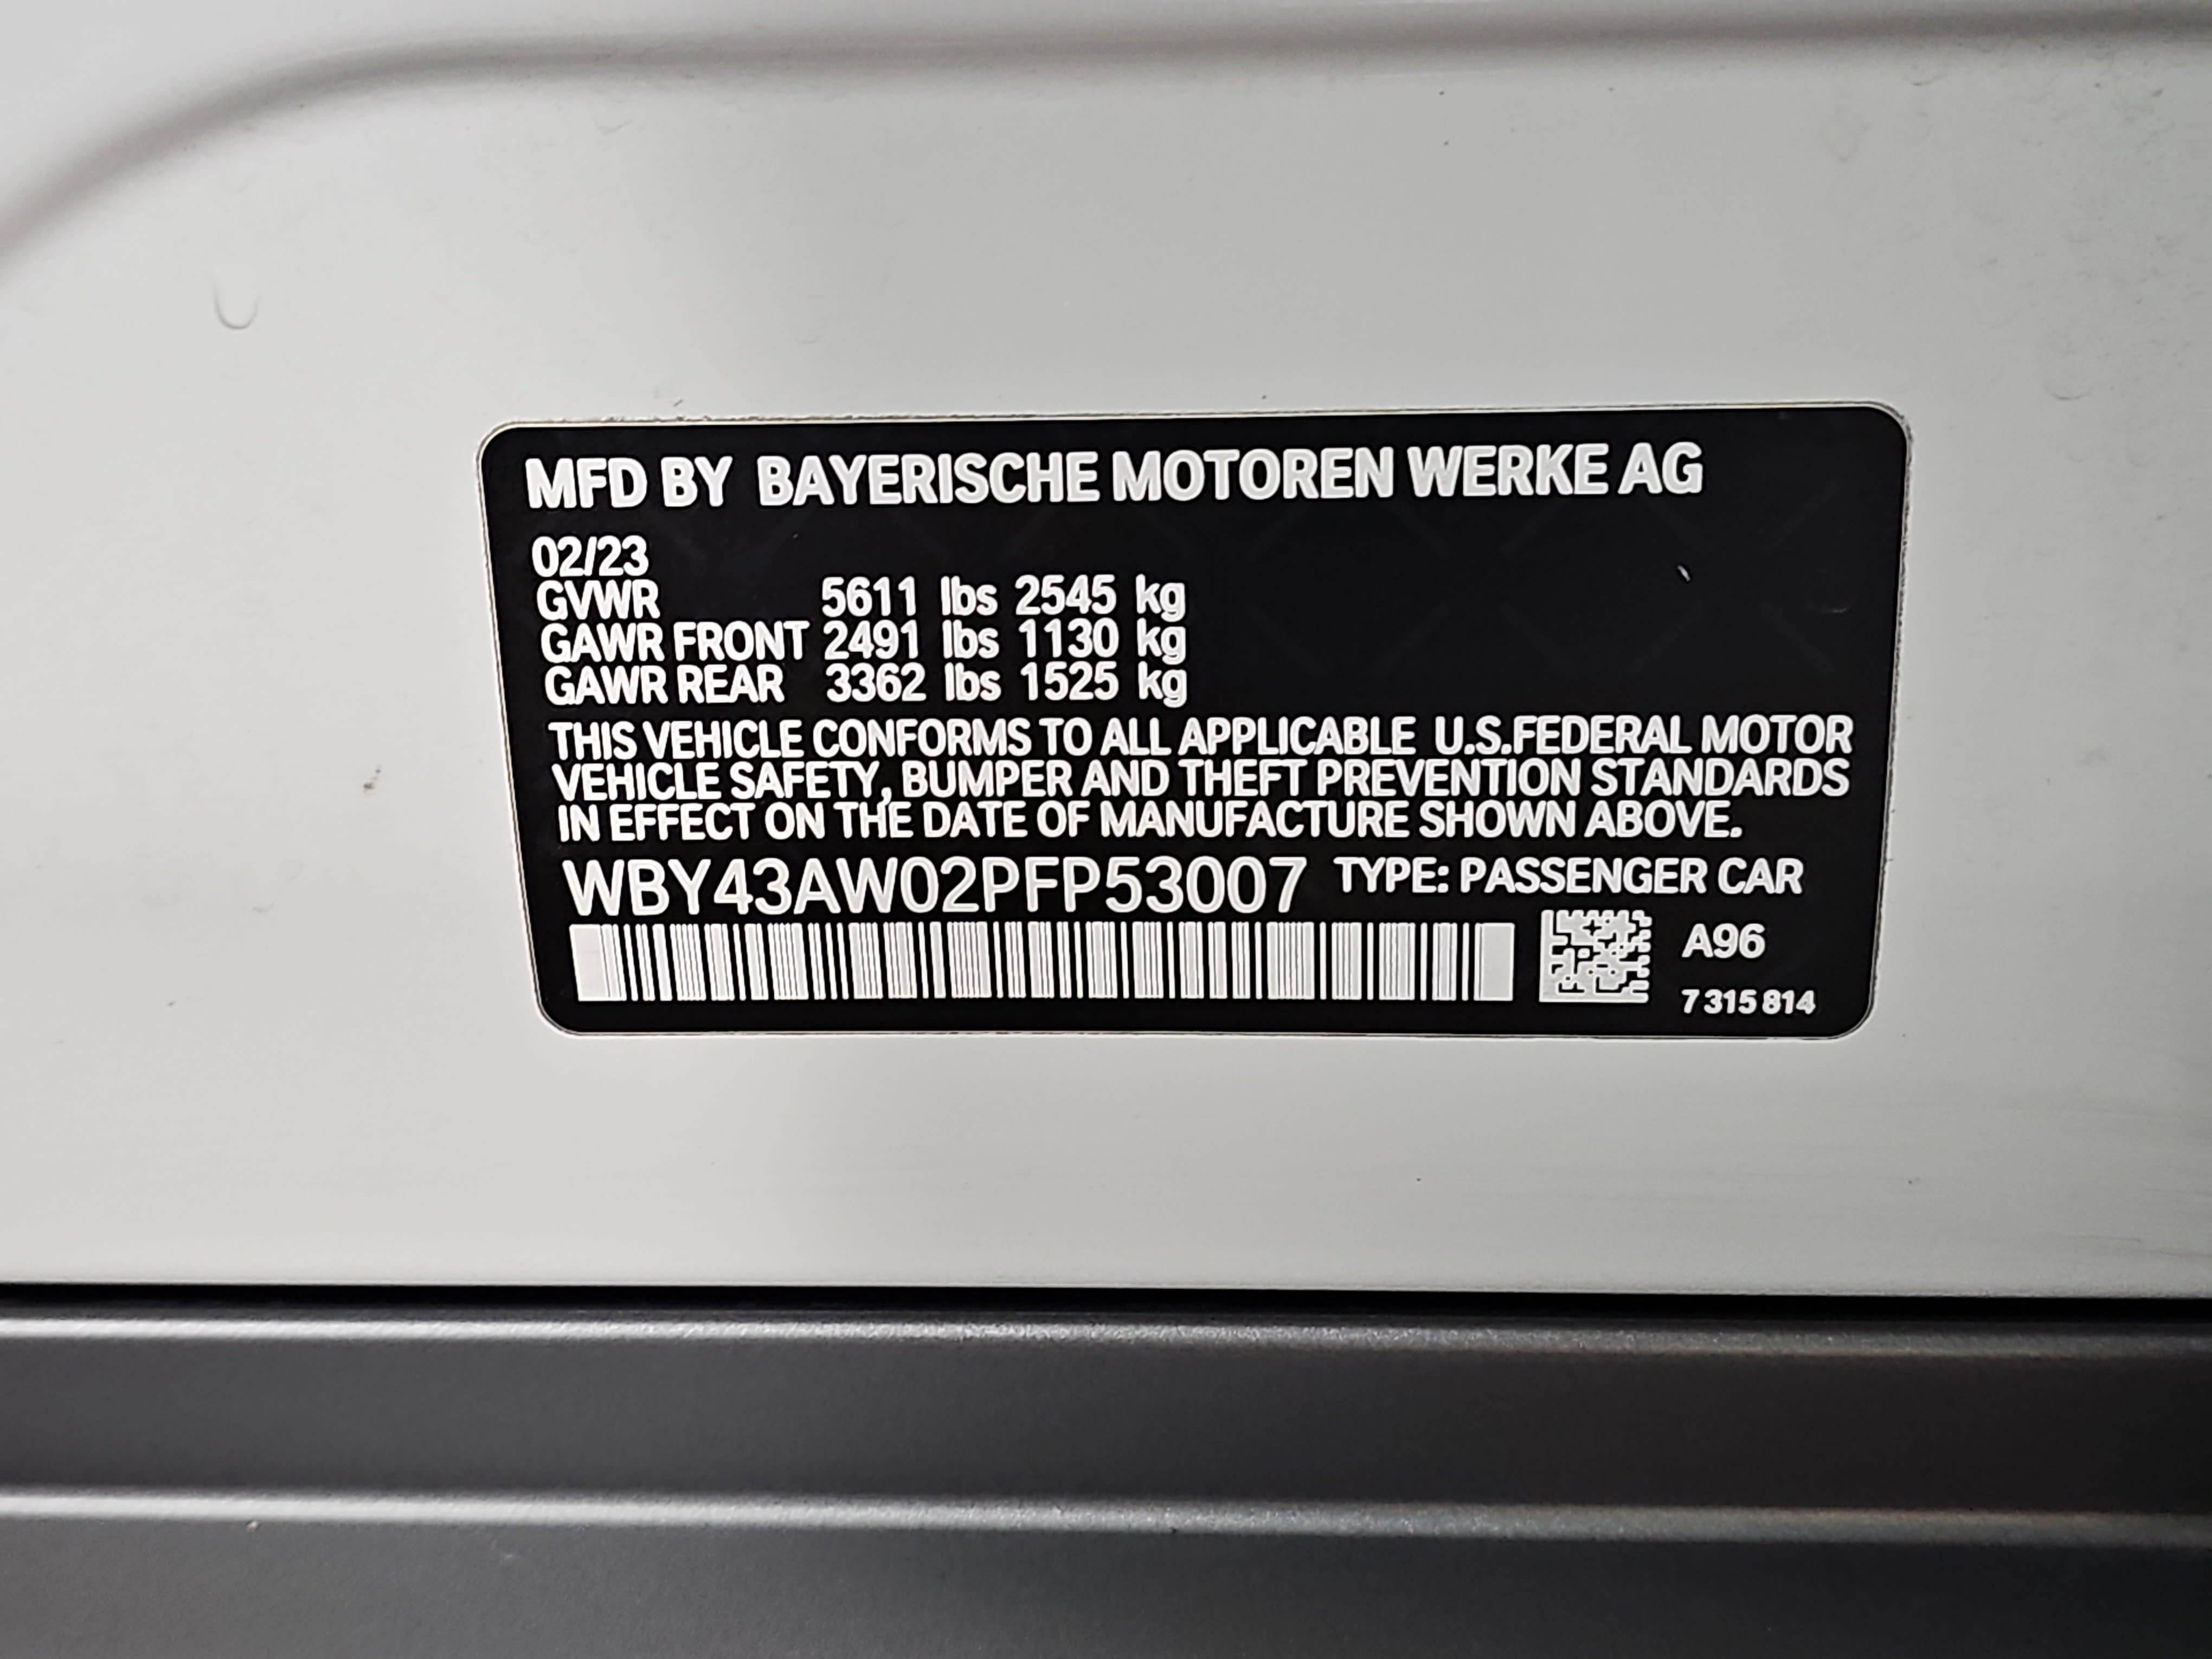 MFD BY BAYERISCHE MOTOREN WERKE AG
02/23
GVWR 5611 lbs 2545 kg
GAWR FRONT 2491 lbs 1130 kg
GAWR REAR 3362 lbs 1525 kg
THIS VEHICLE CONFORMS TO ALL APPLICABLE U.S.FEDERAL MOTOR
VEHICLE SAFETY, BUMPER AND THEFT PREVENTION STANDARDS
IN EFFECT ON THE DATE OF MANUFACTURE SHOWN ABOVE.
WBY43AW02PFP53007 TYPE: PASSENGER CAR
A96
7 315 814